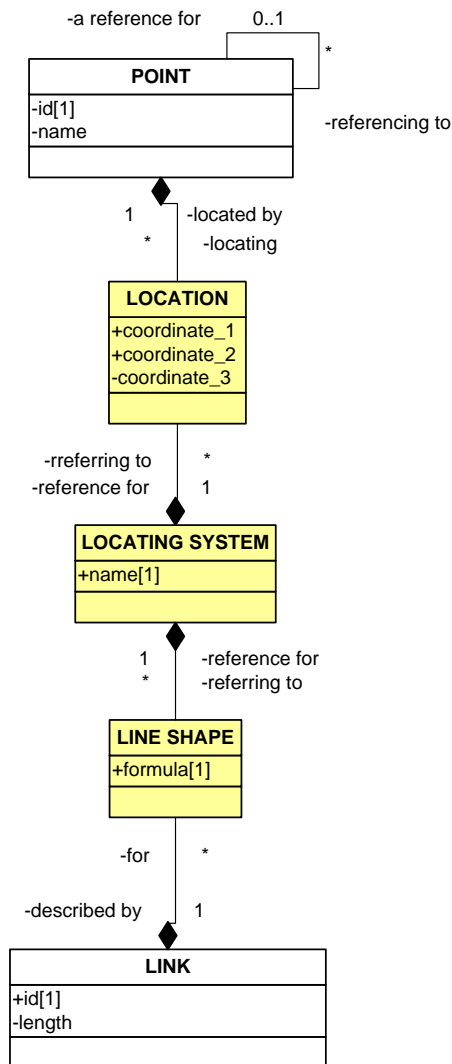 -a reference for 0..1
*
POINT
-id[1]
-name
-referencing to
1 -located by
* -locating
LOCATION
+coordinate_1
+coordinate_2
-coordinate_3
-rreferring to *
-reference for 1
LOCATING SYSTEM
+name[1]
1 -reference for
* -referring to
LINE SHAPE
+formula[1]
-for *
-described by 1
LINK
+id[1]
-length